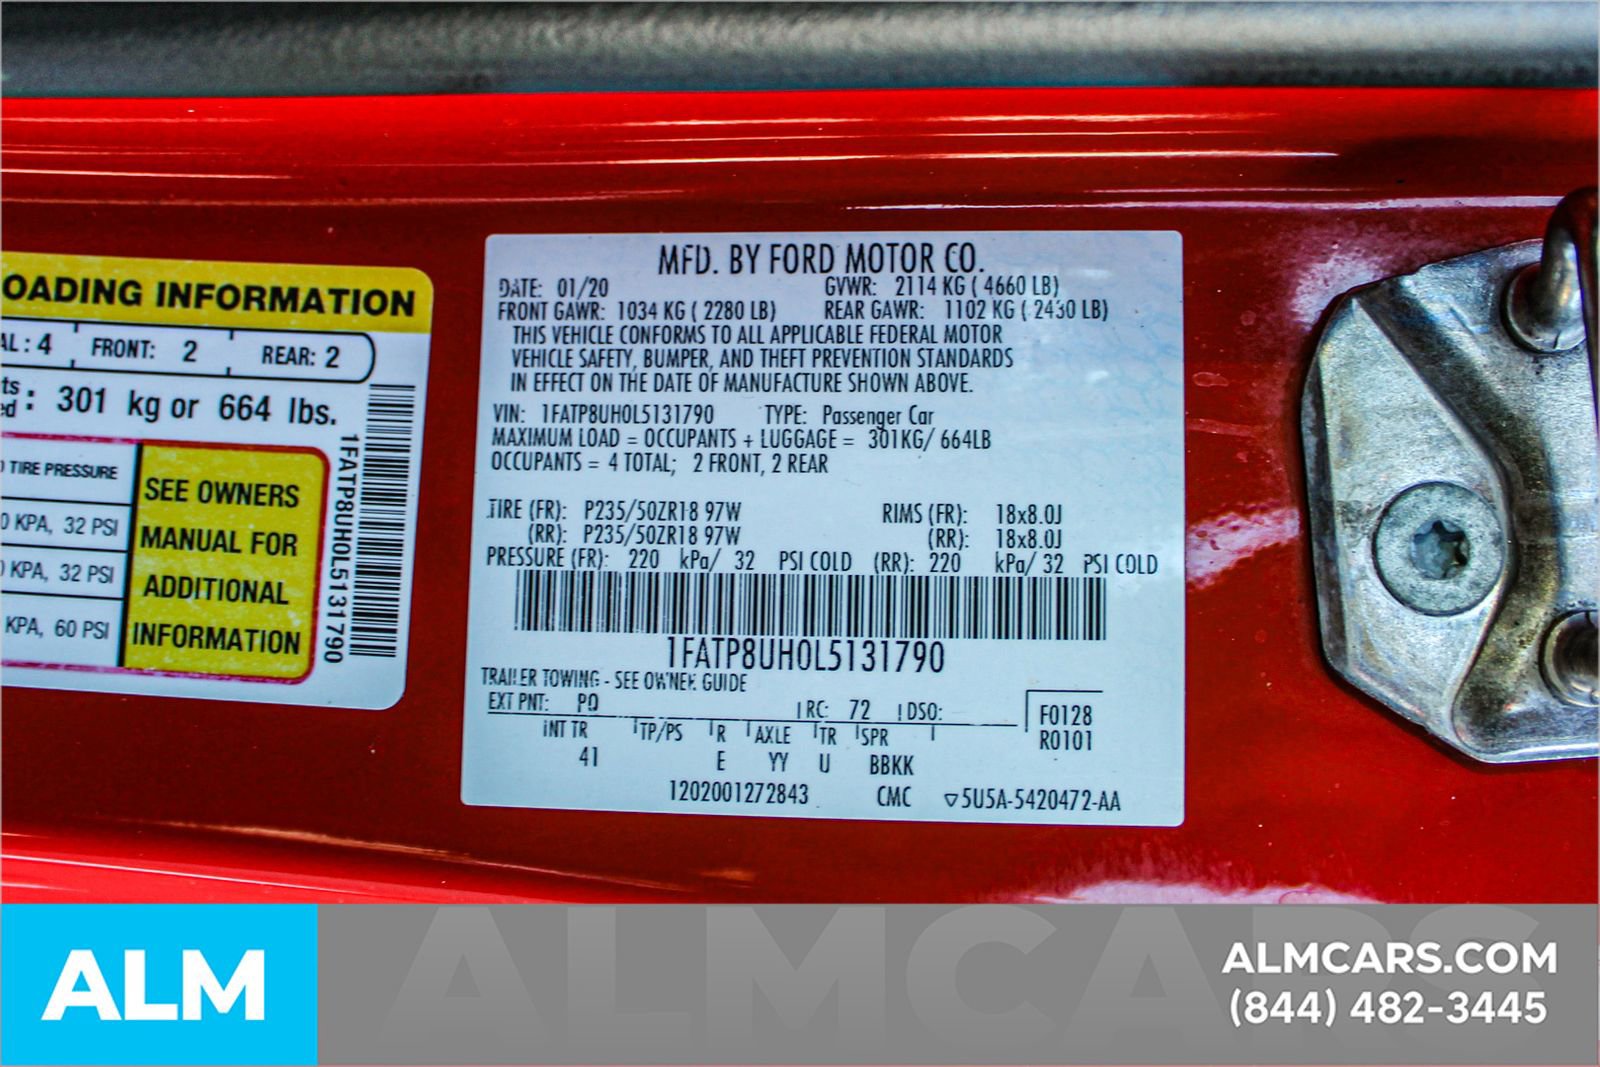 OADING INFORMATION
AL: 4 FRONT: 2 REAR: 2
301 kg or 664 lbs.
TIRE PRESSURE
0 KPA, 32 PSI
0 KPA, 32 PSI
KPA, 60 PSI
SEE OWNERS
MANUAL FOR
ADDITIONAL
INFORMATION
1FATP8UH0L5131790
MFD. BY FORD MOTOR CO.
DATE: 01/20 GVWR: 2114 KG ( 4660 LB)
FRONT GAWR: 1034 KG ( 2280 LB) REAR GAWR: 1102 KG ( 2430 LB)
THIS VEHICLE CONFORMS TO ALL APPLICABLE FEDERAL MOTOR
VEHICLE SAFETY, BUMPER, AND THEFT PREVENTION STANDARDS
IN EFFECT ON THE DATE OF MANUFACTURE SHOWN ABOVE.
VIN: 1FATP8UH0L5131790 TYPE: Passenger Car
MAXIMUM LOAD = OCCUPANTS + LUGGAGE = 301KG/ 664LB
OCCUPANTS = 4 TOTAL; 2 FRONT, 2 REAR
TIRE (FR): P235/50ZR18 97W RIMS (FR): 18x8.0J
(RR): P235/50ZR18 97W (RR): 18x8.0J
PRESSURE (FR): 220 kPa/ 32 PSI COLD (RR): 220 kPa/ 32 PSI COLD
1FATP8UH0L5131790
TRAILER TOWING - SEE OWNER GUIDE
EXT PNT: PQ RC: 72 DSO: F0128
INT TR TP/PS R AXLE TR SPR R0101
41 E YY U BBKK
1202001272843 CMC ▽5U5A-5420472-AA
ALM
ALMCARS
ALMCARS.COM
(844) 482-3445